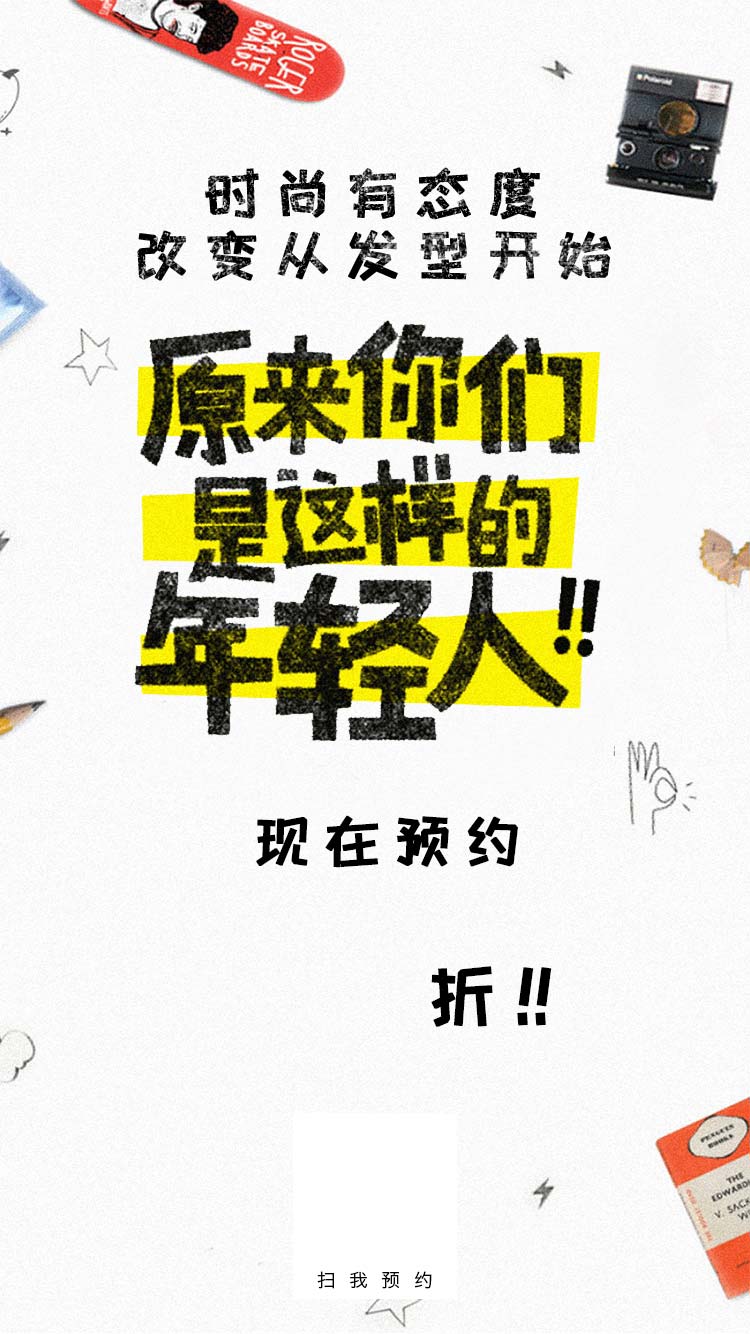 ROGER
SKATE
BOARDS
Polaroid
时尚有态度
改变从发型开始
原来你们
是这样的
年轻人!!
现在预约
折!!
PENGUIN
BOOKS
THE
EDWARDI
V. SACK
扫我预约